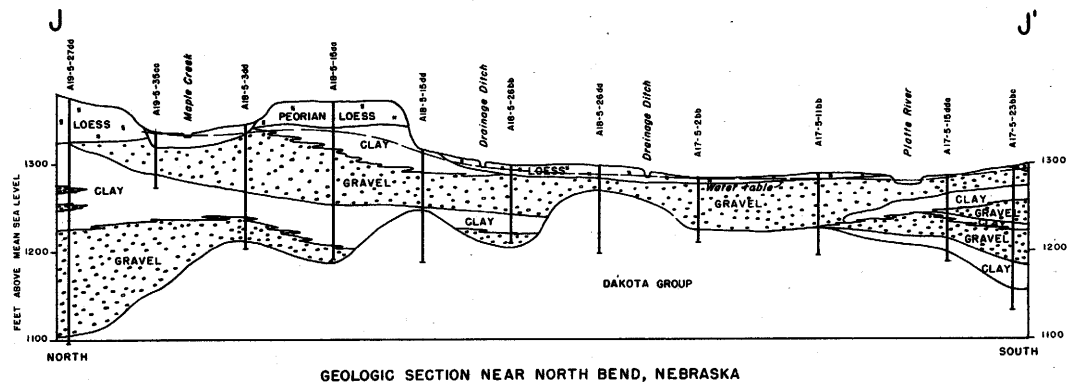 J
J'
A19-5-27dd
A19-5-35cc
Maple Creek
A18-5-3dd
A18-5-15dd
A18-5-26bb
Drainage Ditch
A18-5-26dd
Drainage Ditch
A17-5-2bb
A17-5-11bb
Platte River
A17-5-15dda
A17-5-23bbc
LOESS
PEORIAN LOESS
CLAY
1300
1300
LOESS
CLAY
GRAVEL
Water table
GRAVEL
CLAY
GRAVEL
CLAY
GRAVEL
1200
1200
GRAVEL
CLAY
DAKOTA GROUP
1100
1100
FEET ABOVE MEAN SEA LEVEL
NORTH
SOUTH
GEOLOGIC SECTION NEAR NORTH BEND, NEBRASKA